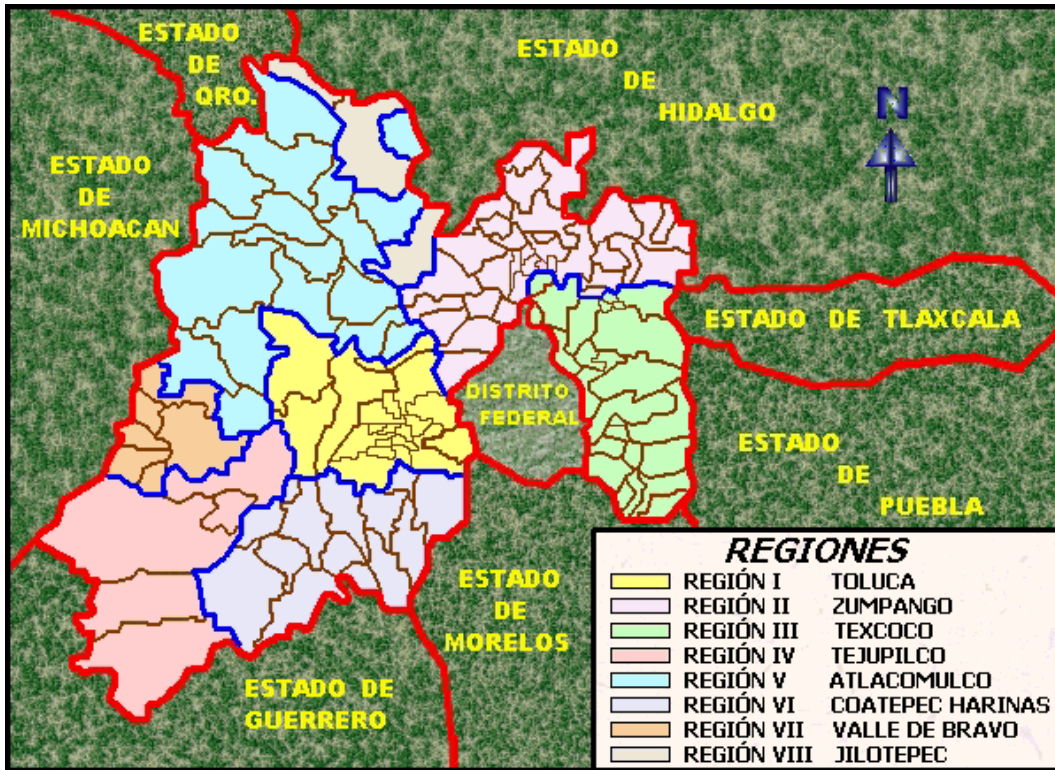 ESTADO
DE
QRO.
ESTADO
DE
HIDALGO
N
ESTADO
DE
MICHOACAN
ESTADO DE TLAXCALA
DISTRITO
FEDERAL
ESTADO
DE
PUEBLA
ESTADO
DE
MORELOS
ESTADO DE
GUERRERO
REGIONES
REGIÓN I TOLUCA
REGIÓN II ZUMPANGO
REGIÓN III TEXCOCO
REGIÓN IV TEJUPILCO
REGIÓN V ATLACOMULCO
REGIÓN VI COATEPEC HARINAS
REGIÓN VII VALLE DE BRAVO
REGIÓN VIII JILOTEPEC